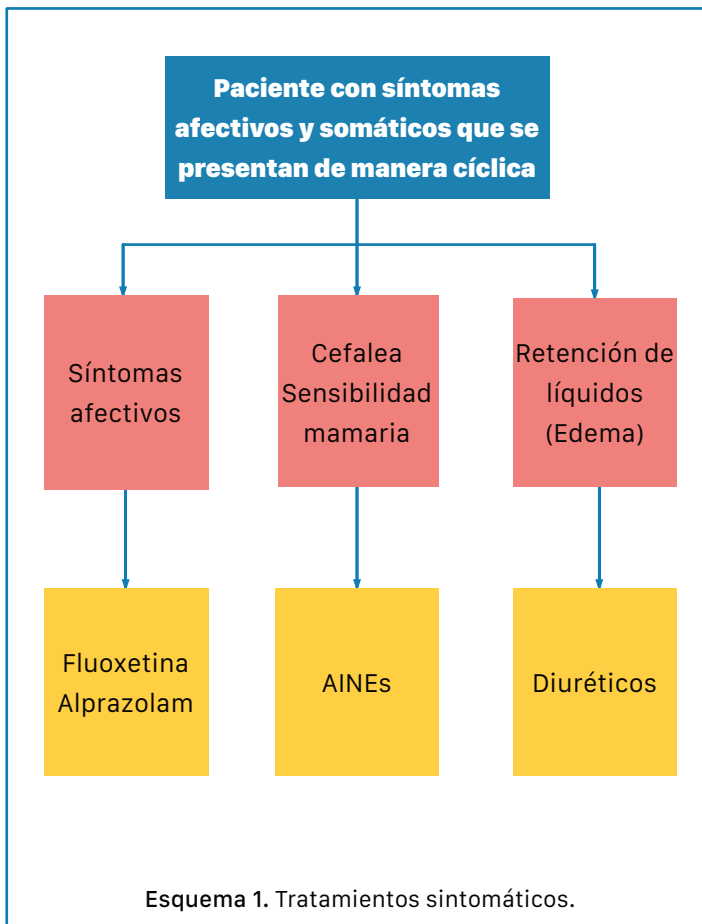 Paciente con síntomas
afectivos y somáticos que se
presentan de manera cíclica
Síntomas
afectivos
Cefalea
Sensibilidad
mamaria
Retención de
líquidos
(Edema)
Fluoxetina
Alprazolam
AINEs
Diuréticos
Esquema 1. Tratamientos sintomáticos.